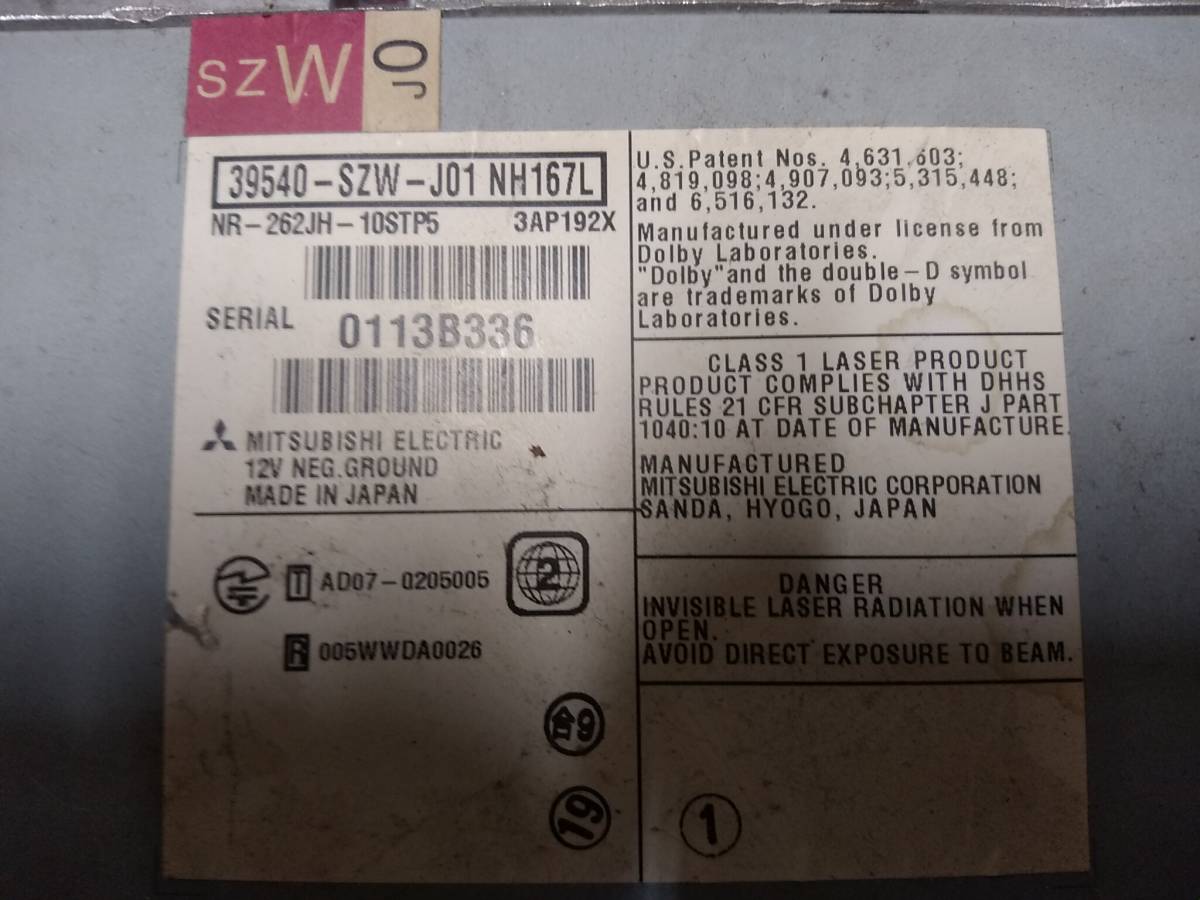 SZW JO
39540-SZW-J01 NH167L
NR-262JH-10STP5 3AP192X
SERIAL 0113B336
MITSUBISHI ELECTRIC
12V NEG.GROUND
MADE IN JAPAN
T AD07-0205005
2
R 005WWDA0026
合9
19
U.S.Patent Nos. 4,631,603;
4,819,098;4,907,093;5,315,448;
and 6,516,132.
Manufactured under license from
Dolby Laboratories.
"Dolby"and the double-D symbol
are trademarks of Dolby
Laboratories.
CLASS 1 LASER PRODUCT
PRODUCT COMPLIES WITH DHHS
RULES 21 CFR SUBCHAPTER J PART
1040:10 AT DATE OF MANUFACTURE.
MANUFACTURED
MITSUBISHI ELECTRIC CORPORATION
SANDA, HYOGO, JAPAN
DANGER
INVISIBLE LASER RADIATION WHEN
OPEN.
AVOID DIRECT EXPOSURE TO BEAM.
1